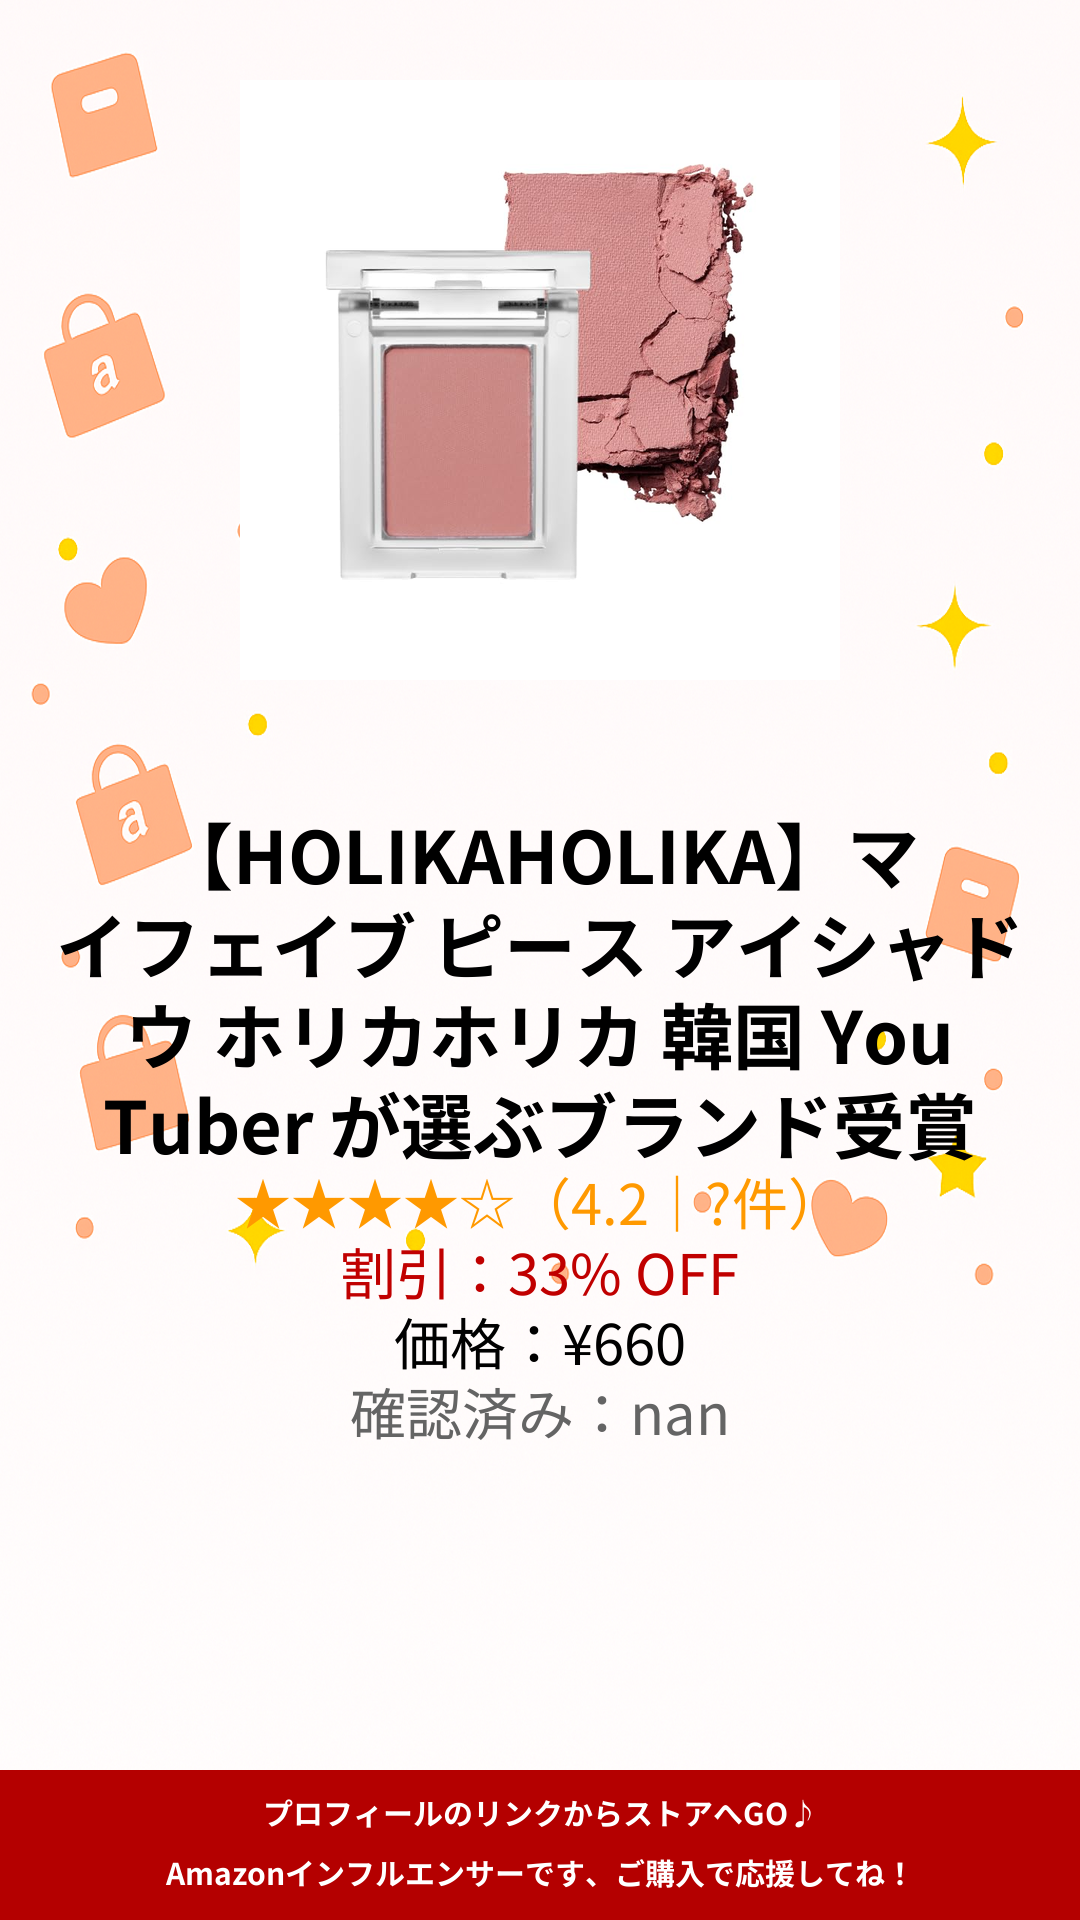 a
a
【HOLIKAHOLIKA】マ
イフェイブ ピース アイシャド
ウ ホリカホリカ 韓国 You
Tuber が選ぶブランド受賞
★★★★☆（4.2｜?件）
割引：33% OFF
価格：¥660
確認済み：nan
プロフィールのリンクからストアへGO♪
Amazonインフルエンサーです、ご購入で応援してね！